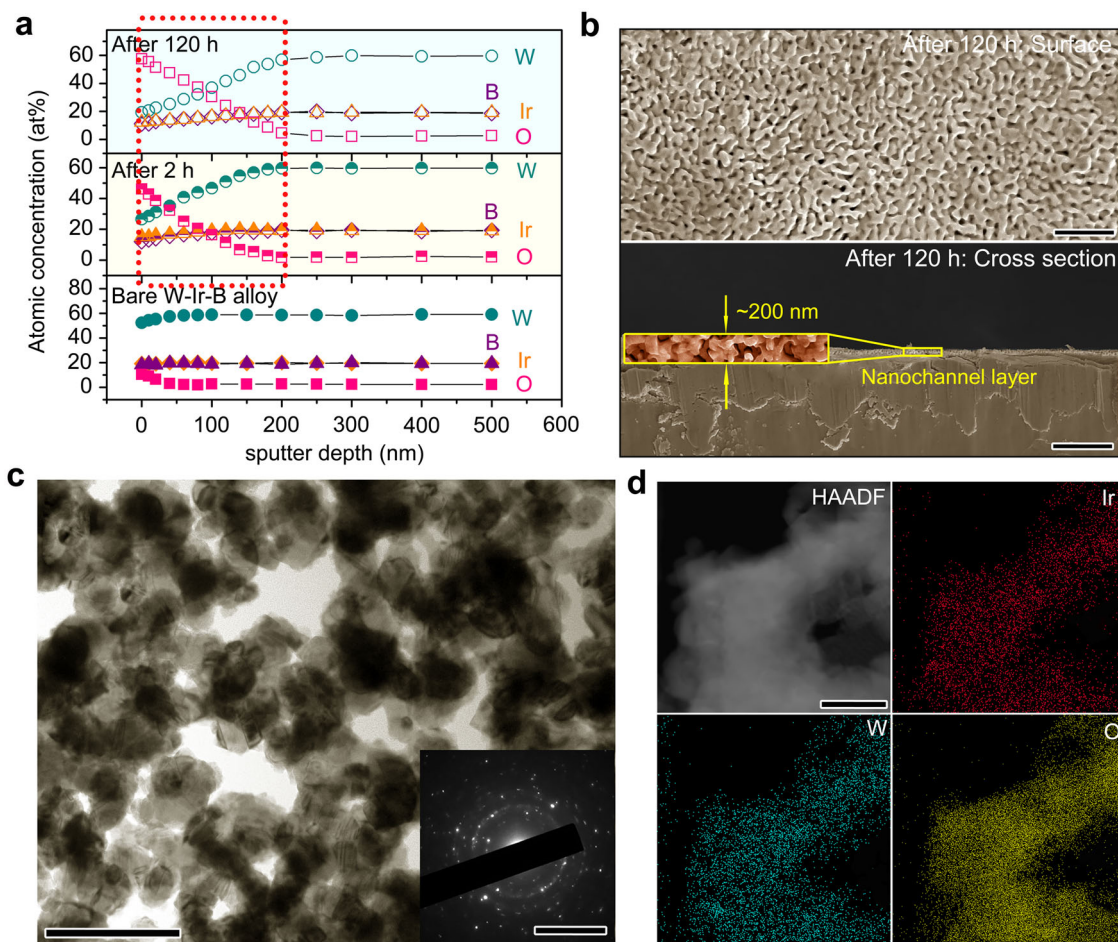 a
Atomic concentration (at%)
After 120 h
60
40
20
0
W
B
Ir
O
After 2 h
60
40
20
0
W
B
Ir
O
Bare W-Ir-B alloy
80
60
40
20
0
W
B
Ir
O
0 100 200 300 400 500 600
sputter depth (nm)
b
After 120 h: Surface
After 120 h: Cross section
~200 nm
Nanochannel layer
c
d
HAADF
Ir
W
O